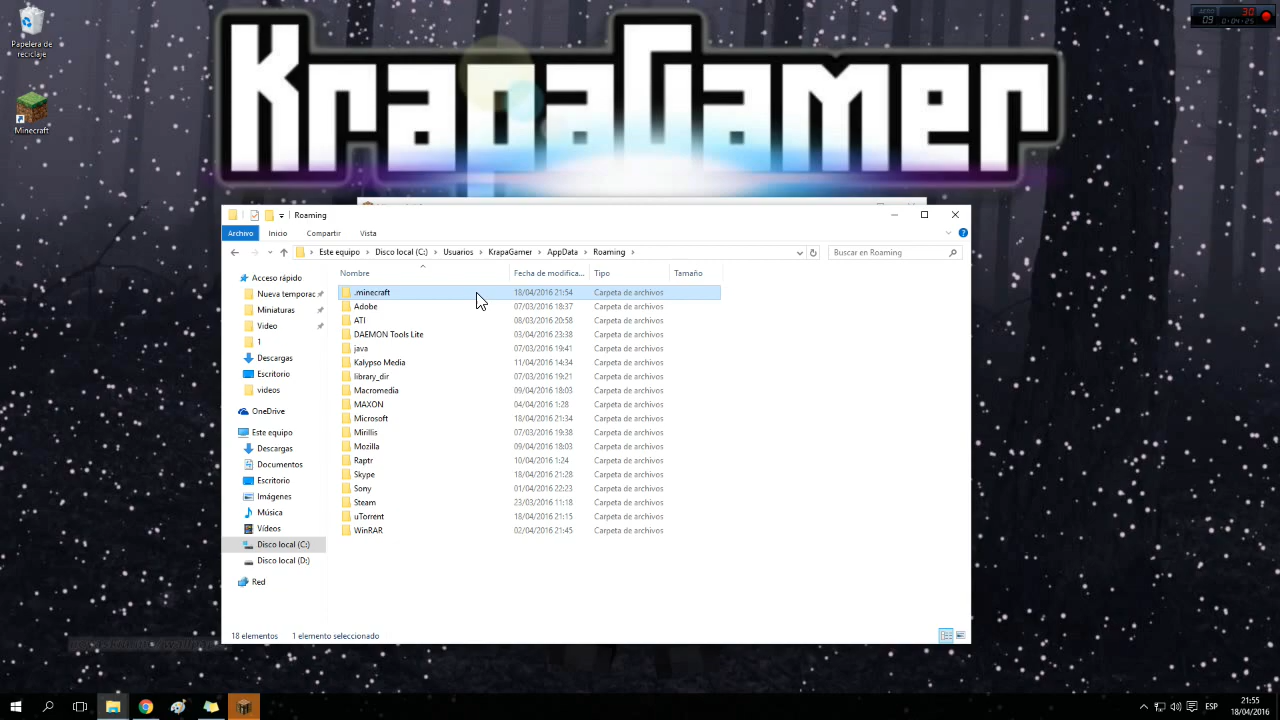 Papelera de
reciclaje
Minecraft
KrapaGamer
30
0:04:25
Roaming
Archivo Inicio Compartir Vista
Este equipo > Disco local (C:) > Usuarios > KrapaGamer > AppData > Roaming >
Buscar en Roaming
Acceso rápido
Nueva temporac
Miniaturas
Video
1
Descargas
Escritorio
videos
OneDrive
Este equipo
Descargas
Documentos
Escritorio
Imágenes
Música
Vídeos
Disco local (C:)
Disco local (D:)
Red
Nombre Fecha de modifica... Tipo Tamaño
.minecraft 18/04/2016 21:54 Carpeta de archivos
Adobe 07/03/2016 18:37 Carpeta de archivos
ATI 08/03/2016 20:58 Carpeta de archivos
DAEMON Tools Lite 03/04/2016 23:38 Carpeta de archivos
java 07/03/2016 19:41 Carpeta de archivos
Kalypso Media 11/04/2016 14:34 Carpeta de archivos
library_dir 07/03/2016 19:21 Carpeta de archivos
Macromedia 09/04/2016 18:03 Carpeta de archivos
MAXON 04/04/2016 1:28 Carpeta de archivos
Microsoft 18/04/2016 21:34 Carpeta de archivos
Mirillis 07/03/2016 19:38 Carpeta de archivos
Mozilla 09/04/2016 18:03 Carpeta de archivos
Raptr 10/04/2016 1:24 Carpeta de archivos
Skype 18/04/2016 21:28 Carpeta de archivos
Sony 01/04/2016 22:23 Carpeta de archivos
Steam 23/03/2016 11:18 Carpeta de archivos
uTorrent 18/04/2016 21:15 Carpeta de archivos
WinRAR 02/04/2016 21:45 Carpeta de archivos
18 elementos 1 elemento seleccionado
ESP
21:55
18/04/2016